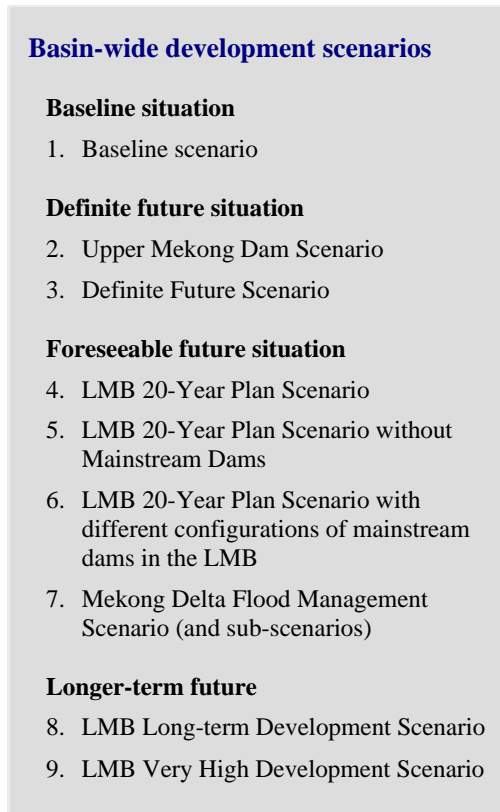 Basin-wide development scenarios
Baseline situation
1. Baseline scenario
Definite future situation
2. Upper Mekong Dam Scenario
3. Definite Future Scenario
Foreseeable future situation
4. LMB 20-Year Plan Scenario
5. LMB 20-Year Plan Scenario without
Mainstream Dams
6. LMB 20-Year Plan Scenario with
different configurations of mainstream
dams in the LMB
7. Mekong Delta Flood Management
Scenario (and sub-scenarios)
Longer-term future
8. LMB Long-term Development Scenario
9. LMB Very High Development Scenario